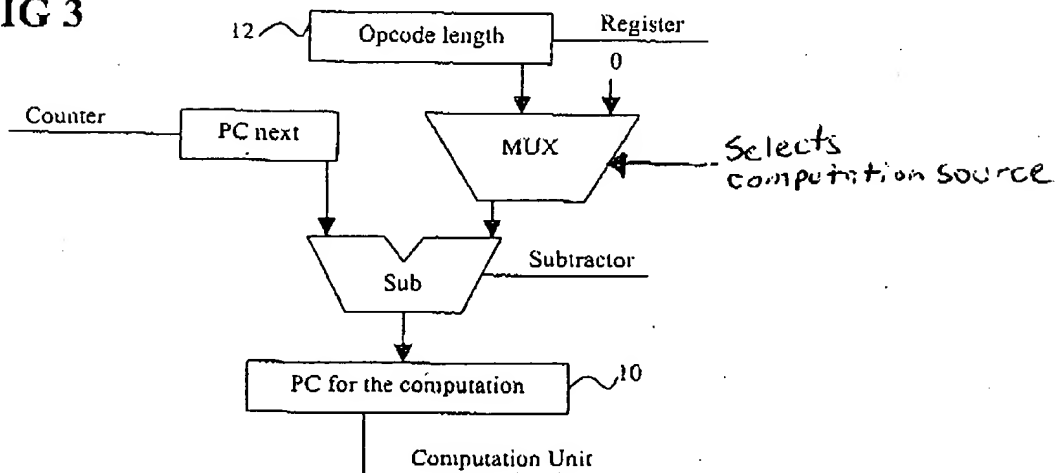 IG 3
12
Opcode length
Register
0
Counter
PC next
MUX
Selects
computation source
Sub
Subtractor
PC for the computation
10
Computation Unit